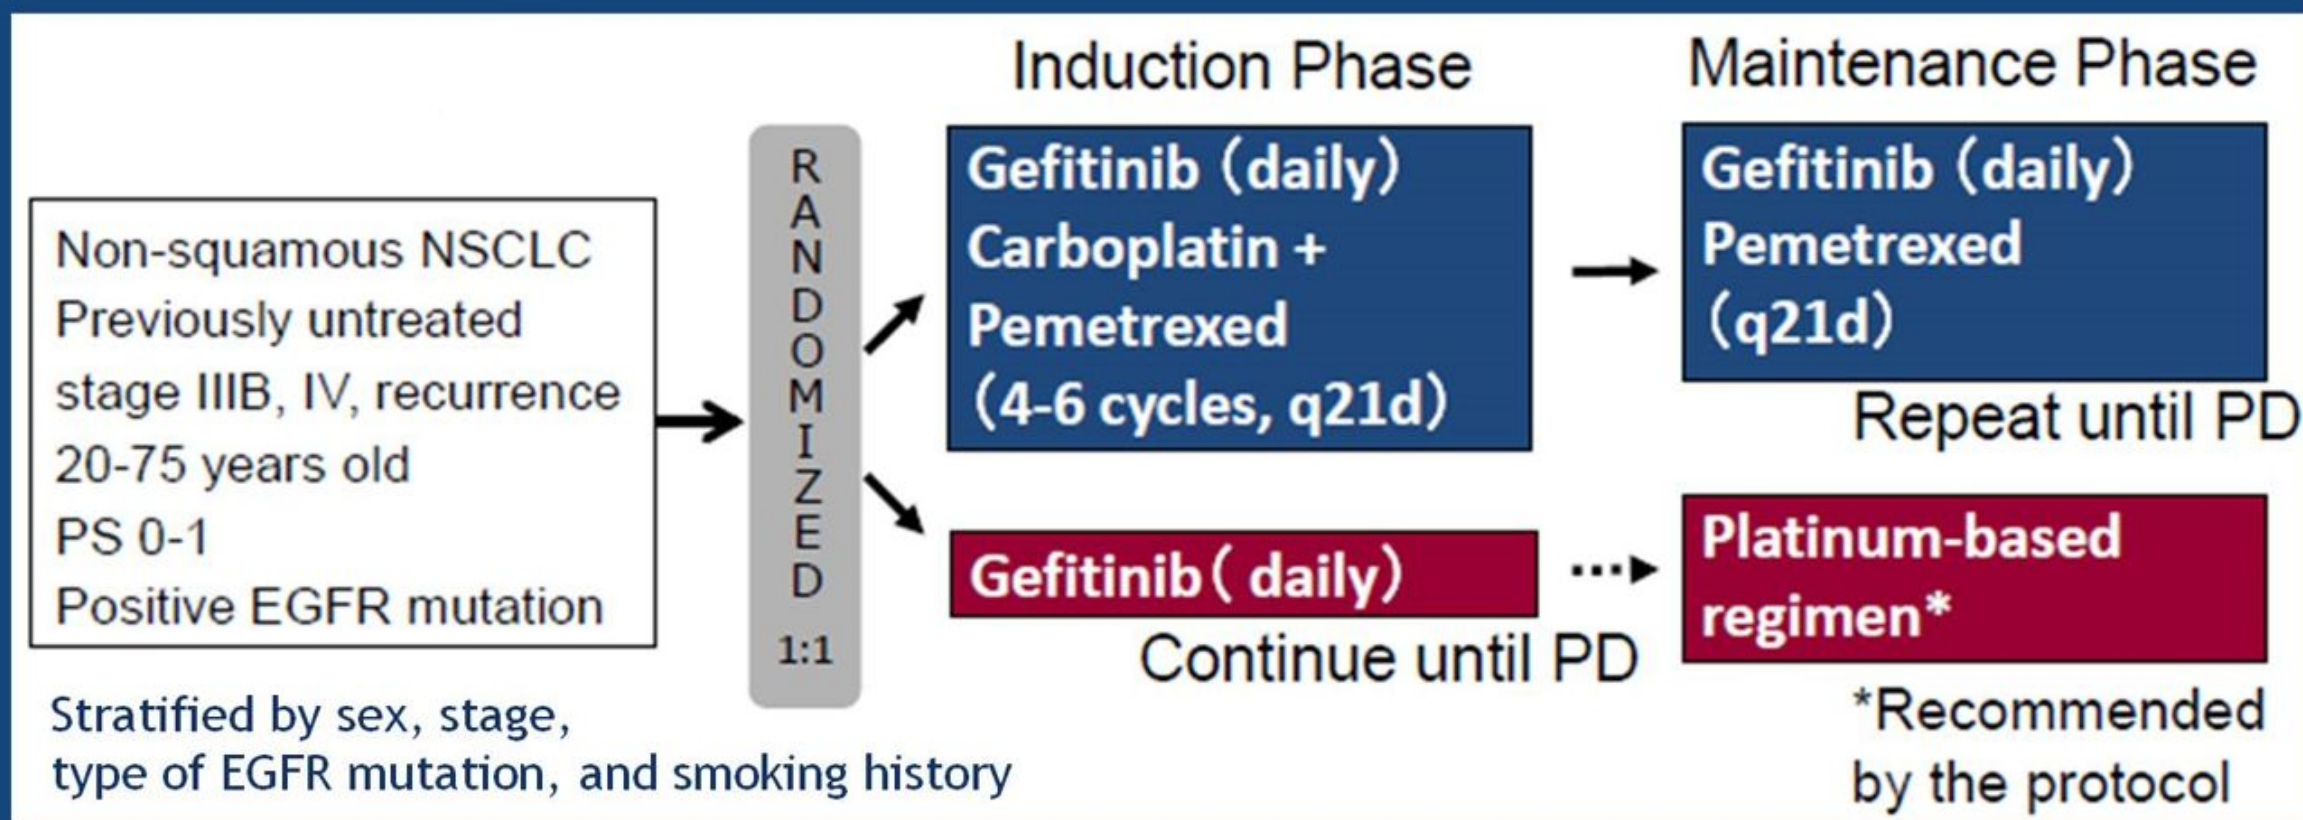 Induction Phase
Maintenance Phase
Non-squamous NSCLC
Previously untreated
stage IIIB, IV, recurrence
20-75 years old
PS 0-1
Positive EGFR mutation
Stratified by sex, stage,
type of EGFR mutation, and smoking history
RANDOMIZED
1:1
Gefitinib (daily)
Carboplatin +
Pemetrexed
(4-6 cycles, q21d)
Gefitinib (daily)
Pemetrexed
(q21d)
Repeat until PD
Gefitinib( daily)
Continue until PD
Platinum-based
regimen*
*Recommended
by the protocol